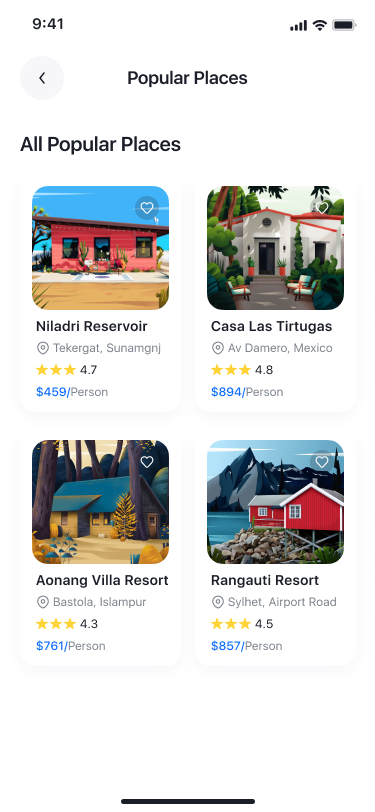 9:41
Popular Places
All Popular Places
Niladri Reservoir
Tekergat, Sunamgnj
4.7
$459/Person
Casa Las Tirtugas
Av Damero, Mexico
4.8
$894/Person
Aonang Villa Resort
Bastola, Islampur
4.3
$761/Person
Rangauti Resort
Sylhet, Airport Road
4.5
$857/Person